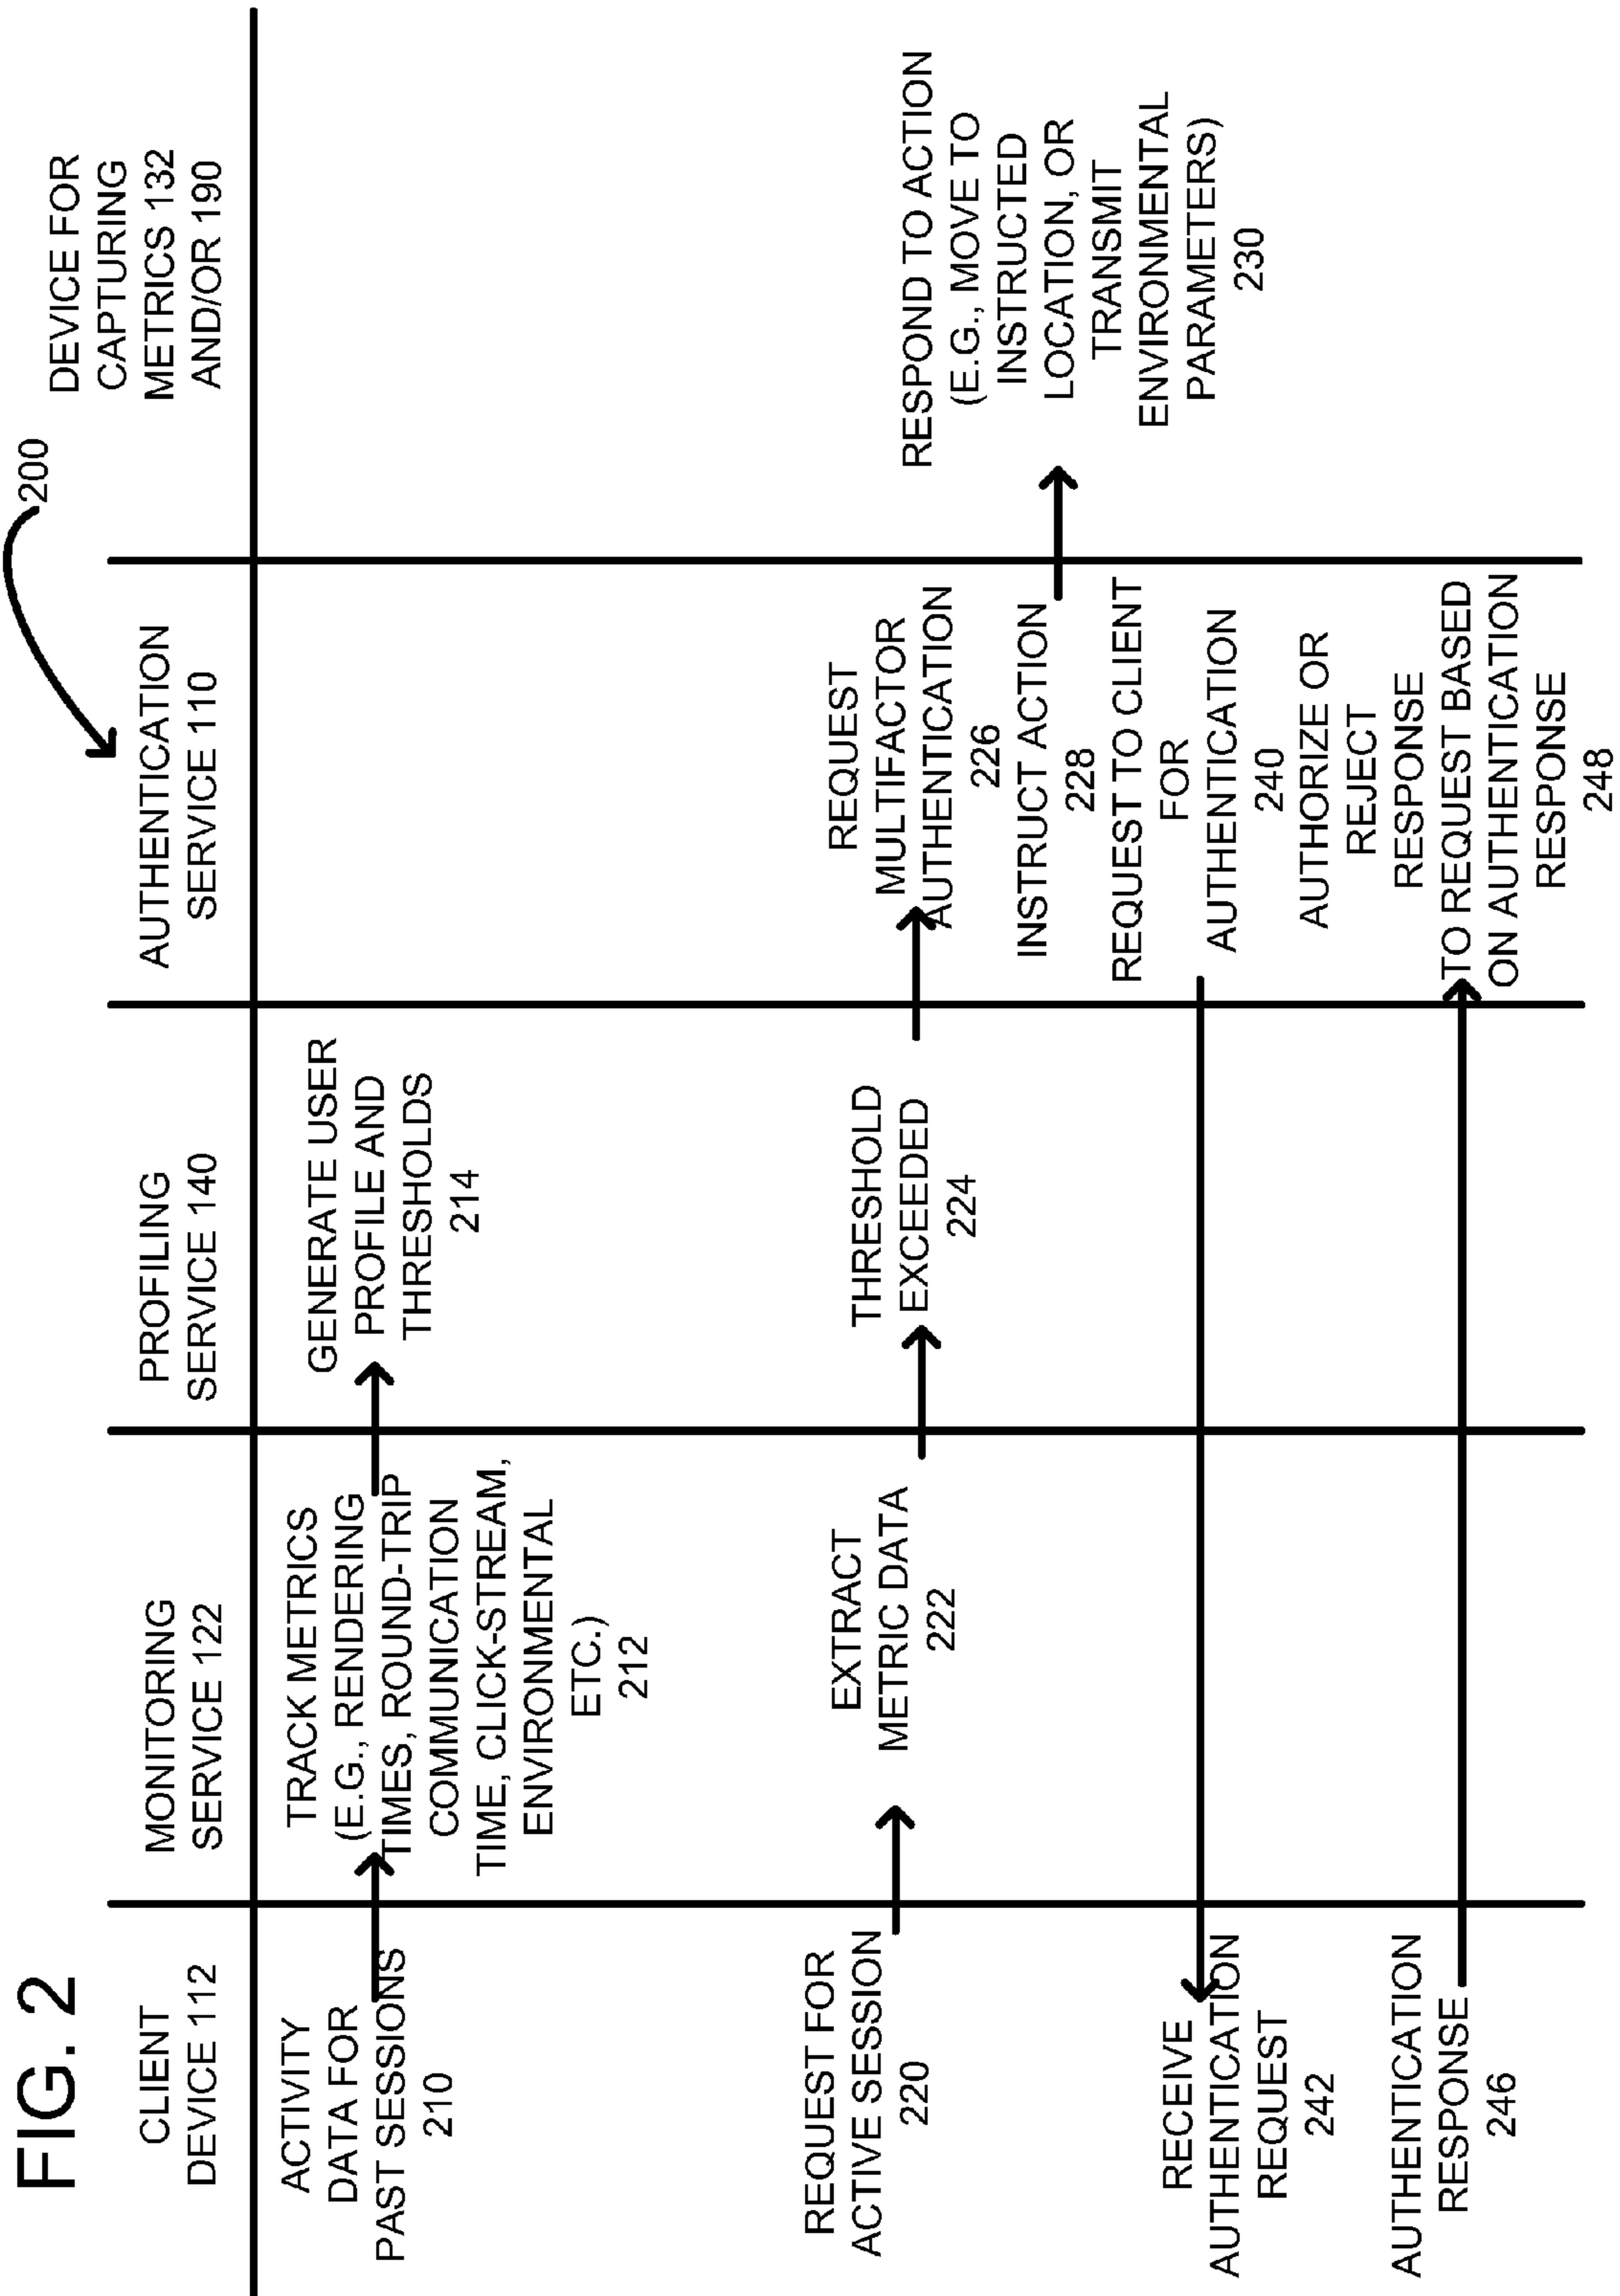 FIG. 2
200
CLIENT
DEVICE 112
MONITORING
SERVICE 122
PROFILING
SERVICE 140
AUTHENTICATION
SERVICE 110
DEVICE FOR
CAPTURING
METRICS 132
AND/OR 190
ACTIVITY
DATA FOR
PAST SESSIONS
210
TRACK METRICS
(E.G., RENDERING
TIMES, ROUND-TRIP
COMMUNICATION
TIME, CLICK-STREAM,
ENVIRONMENTAL
ETC.)
212
GENERATE USER
PROFILE AND
THRESHOLDS
214
REQUEST FOR
ACTIVE SESSION
220
EXTRACT
METRIC DATA
222
THRESHOLD
EXCEEDED
224
REQUEST
MULTIFACTOR
AUTHENTICATION
226
INSTRUCT ACTION
228
RESPOND TO ACTION
(E.G., MOVE TO
INSTRUCTED
LOCATION, OR
TRANSMIT
ENVIRONMENTAL
PARAMETERS)
230
REQUEST TO CLIENT
FOR
AUTHENTICATION
240
RECEIVE
AUTHENTICATION
REQUEST
242
AUTHENTICATION
RESPONSE
246
AUTHORIZE OR
REJECT
RESPONSE
TO REQUEST BASED
ON AUTHENTICATION
RESPONSE
248